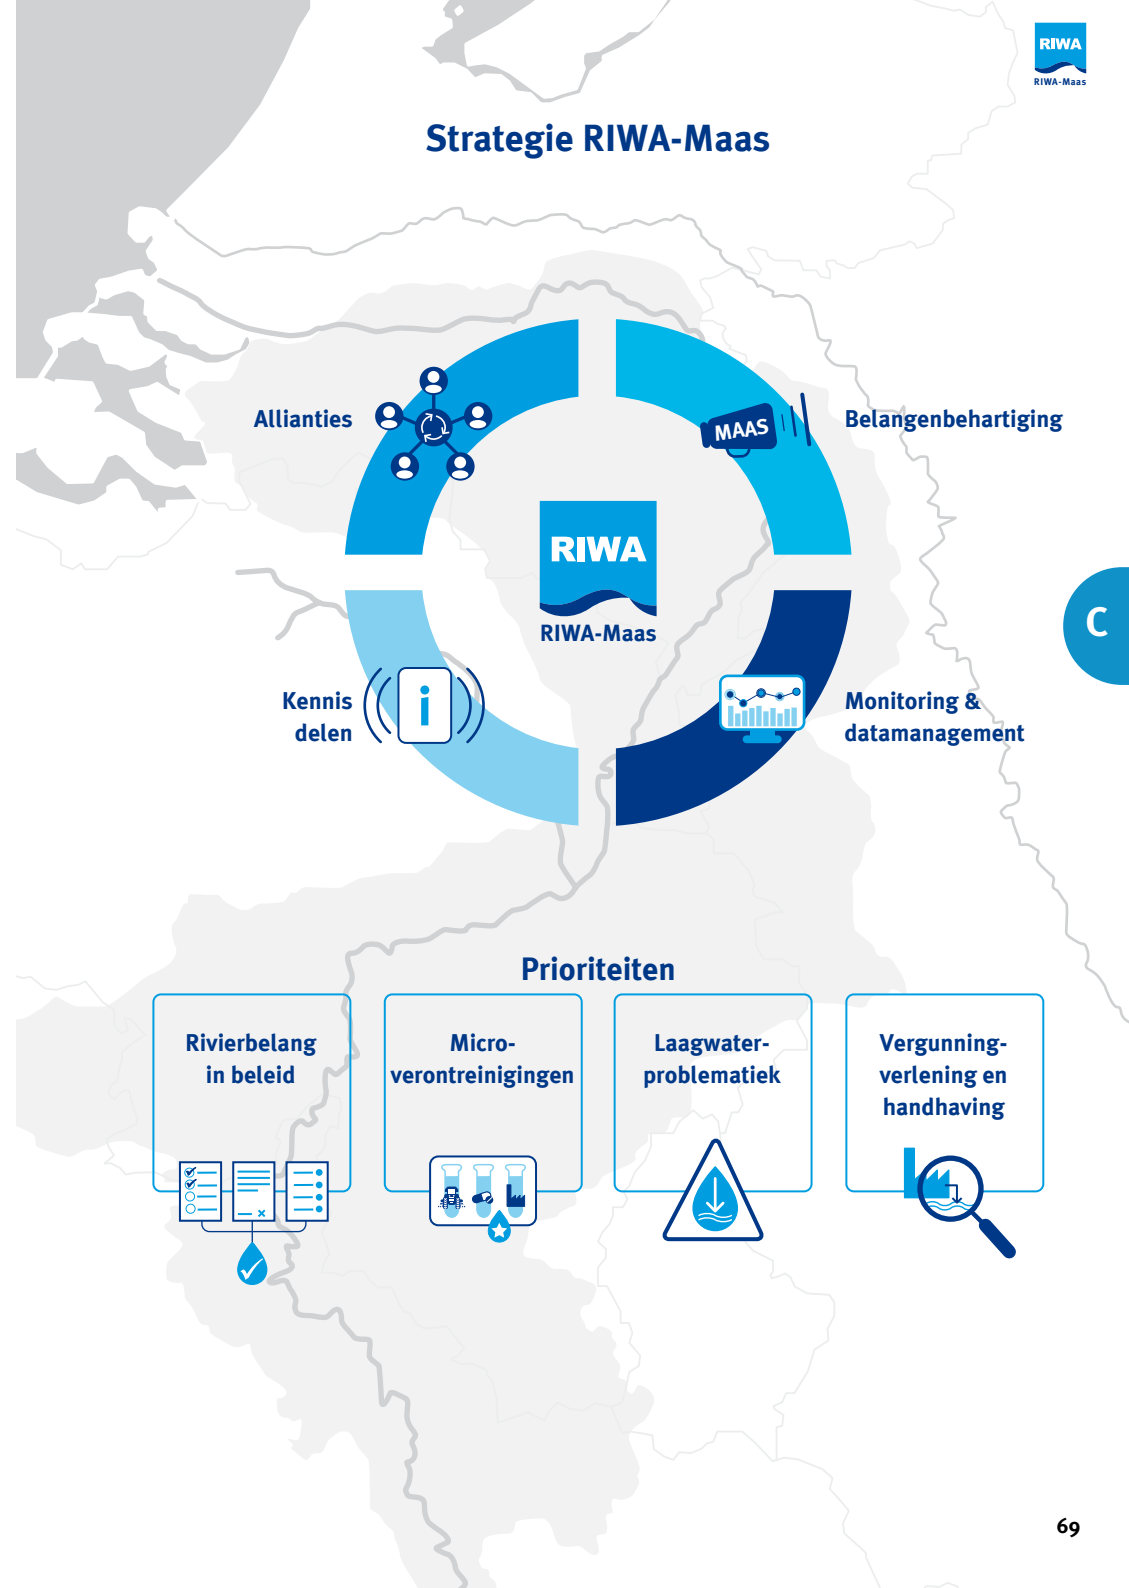 RIWA
RIWA-Maas
Strategie RIWA-Maas
Allianties
MAAS
Belangenbehartiging
RIWA
RIWA-Maas
C
Kennis
delen
i
Monitoring &
datamanagement
Prioriteiten
Rivierbelang
in beleid
Micro-
verontreinigingen
Laagwater-
problematiek
Vergunning-
verlening en
handhaving
69